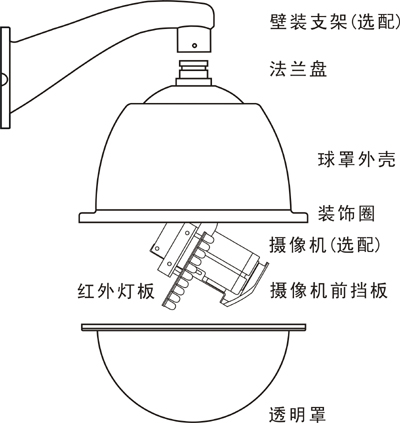 壁装支架(选配)
法兰盘
球罩外壳
装饰圈
摄像机(选配)
红外灯板
摄像机前挡板
透明罩